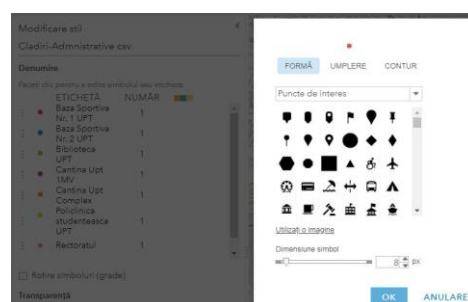 Modificare stil
Cladiri-Admnistrative csv
Denumire
Faceți clic pentru a edita simbolul sau eticheta.
ETICHETĂ NUMĂR
Baza Sportiva
Nr. 1 UPT 1
Baza Sportiva
Nr. 2 UPT 1
Biblioteca
UPT 1
Cantina Upt
1MV 1
Cantina Upt
Complex 1
Policlinica
studenteasca 1
UPT
Rectoratul 1
Rotire simboluri (grade)
Transparență
FORMĂ UMPLERE CONTUR
Puncte de interes
Utilizați o imagine
Dimensiune simbol
8 px
OK ANULARE